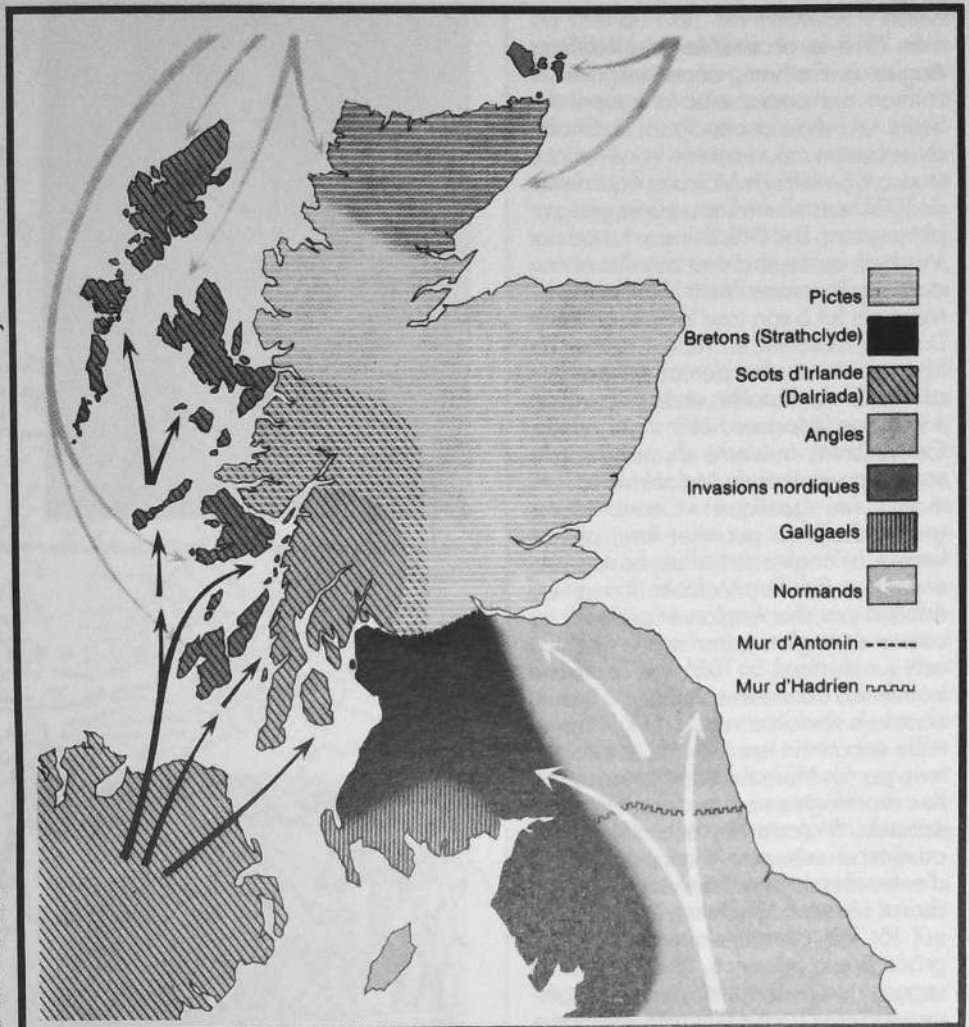 Pictes
Bretons (Strathclyde)
Scots d'Irlande
(Dalriada)
Angles
Invasions nordiques
Gallgaels
Normands
Mur d'Antonin
Mur d'Hadrien